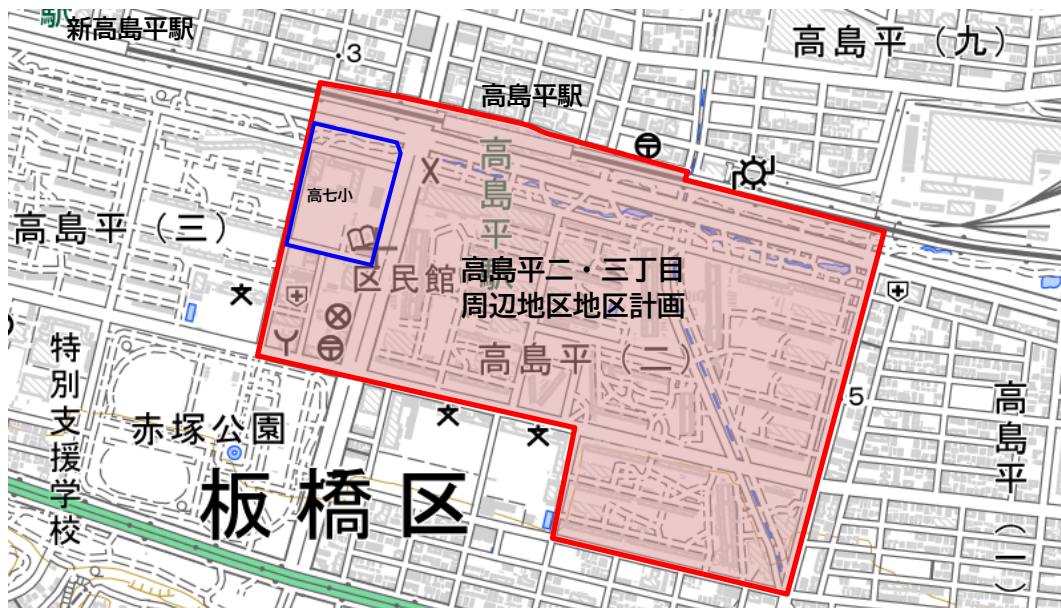 駅
新高島平駅
・3
高島平（九）
高島平駅
高島平駅
高七小
高島平（三）
区民館
高島平二・三丁目
周辺地区地区計画
高島平（二）
・5
特別支援学校
赤塚公園
板橋区
高島平（一）